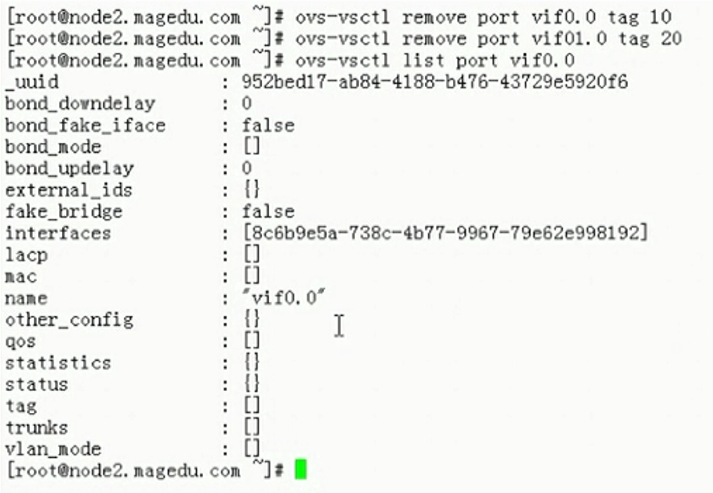 [root@node2.magedu.com ~]# ovs-vsctl remove port vif0.0 tag 10
[root@node2.magedu.com ~]# ovs-vsctl remove port vif01.0 tag 20
[root@node2.magedu.com ~]# ovs-vsctl list port vif0.0
_uuid : 952bed17-ab84-4188-b476-43729e5920f6
bond_downdelay : 0
bond_fake_iface : false
bond_mode : []
bond_updelay : 0
external_ids : {}
fake_bridge : false
interfaces : [8c6b9e5a-738c-4b77-9967-79e62e998192]
lacp : []
mac : []
name : "vif0.0"
other_config : {}
qos : []
statistics : {}
status : {}
tag : []
trunks : []
vlan_mode : []
[root@node2.magedu.com ~]#